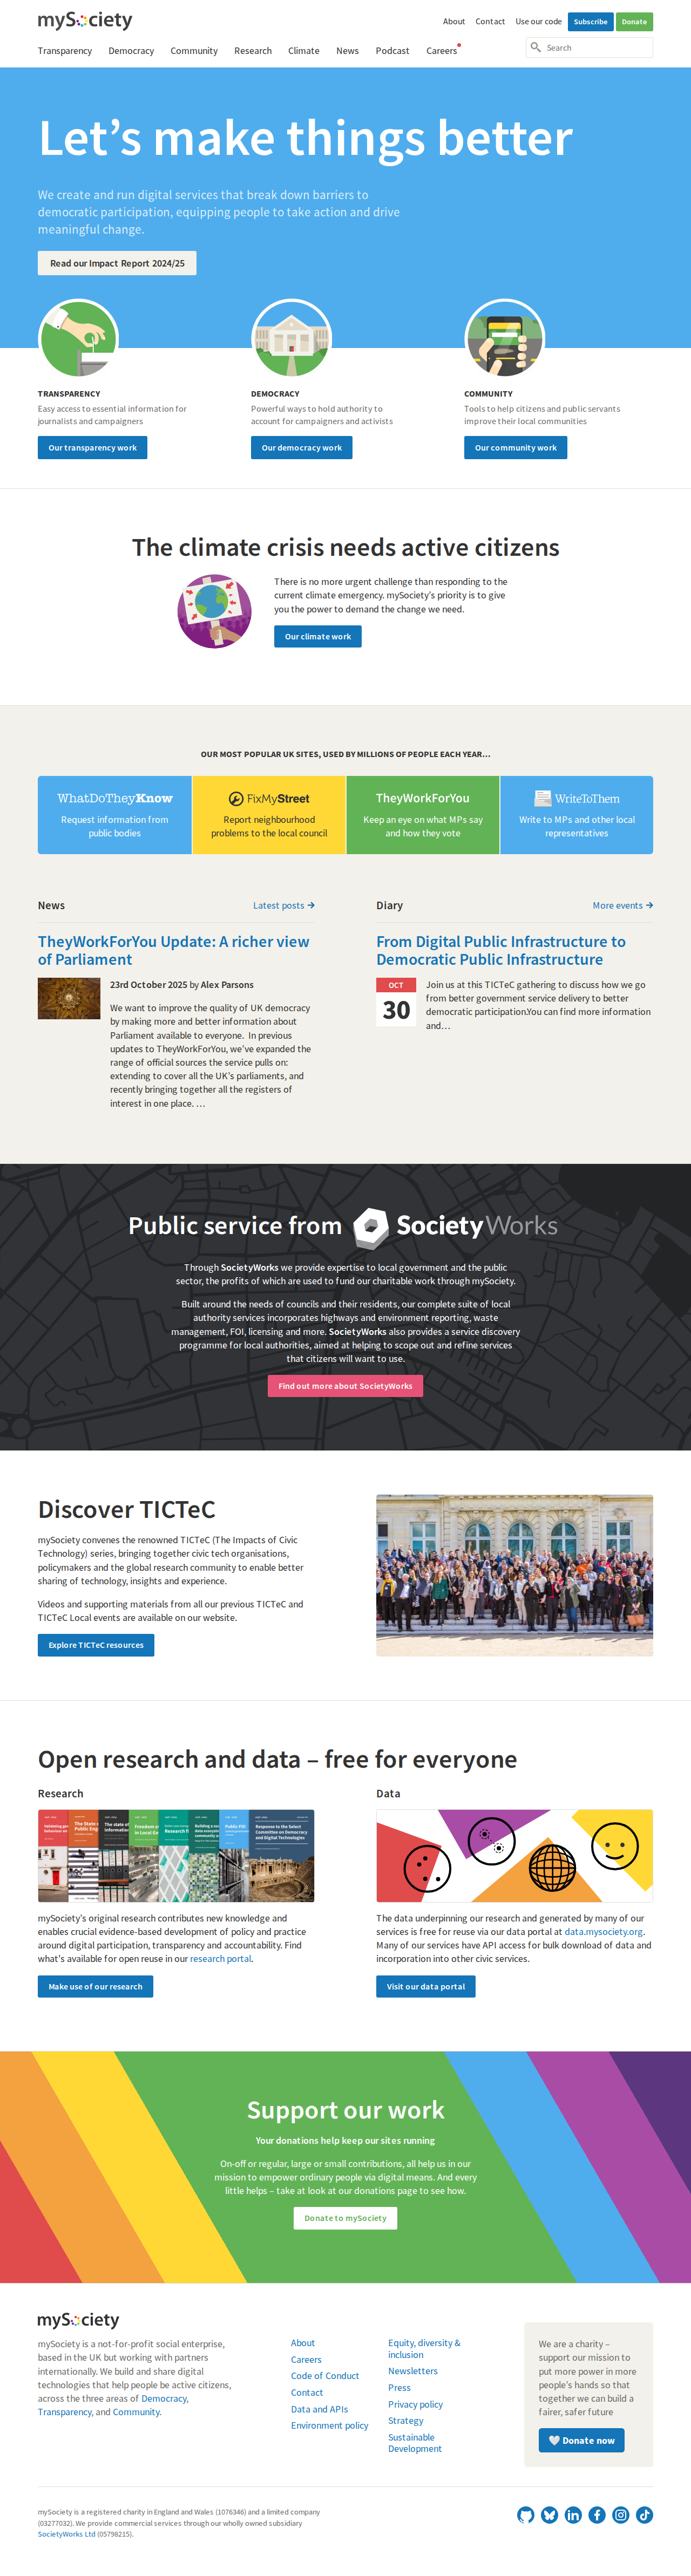 mySociety
About Contact Use our code Subscribe Donate
Transparency Democracy Community Research Climate News Podcast Careers
Search
Let’s make things better
We create and run digital services that break down barriers to
democratic participation, equipping people to take action and drive
meaningful change.
Read our Impact Report 2024/25
TRANSPARENCY
Easy access to essential information for
journalists and campaigners
Our transparency work
DEMOCRACY
Powerful ways to hold authority to
account for campaigners and activists
Our democracy work
COMMUNITY
Tools to help citizens and public servants
improve their local communities
Our community work
The climate crisis needs active citizens
There is no more urgent challenge than responding to the
current climate emergency. mySociety’s priority is to give
you the power to demand the change we need.
Our climate work
OUR MOST POPULAR UK SITES, USED BY MILLIONS OF PEOPLE EACH YEAR…
WhatDoTheyKnow
Request information from
public bodies
FixMyStreet
Report neighbourhood
problems to the local council
TheyWorkForYou
Keep an eye on what MPs say
and how they vote
WriteToThem
Write to MPs and other local
representatives
News
Latest posts
TheyWorkForYou Update: A richer view
of Parliament
23rd October 2025 by Alex Parsons
We want to improve the quality of UK democracy
by making more and better information about
Parliament available to everyone. In previous
updates to TheyWorkForYou, we’ve expanded the
range of official sources the service pulls on:
extending to cover all the UK’s parliaments, and
recently bringing together all the registers of
interest in one place. …
Diary
More events
From Digital Public Infrastructure to
Democratic Public Infrastructure
OCT
30
Join us at this TICTeC gathering to discuss how we go
from better government service delivery to better
democratic participation.You can find more information
and…
Public service from SocietyWorks
Through SocietyWorks we provide expertise to local government and the public
sector, the profits of which are used to fund our charitable work through mySociety.
Built around the needs of councils and their residents, our complete suite of local
authority services incorporates highways and environment reporting, waste
management, FOI, licensing and more. SocietyWorks also provides a service discovery
programme for local authorities, aimed at helping to scope out and refine services
that citizens will want to use.
Find out more about SocietyWorks
Discover TICTeC
mySociety convenes the renowned TICTeC (The Impacts of Civic
Technology) series, bringing together civic tech organisations,
policymakers and the global research community to enable better
sharing of technology, insights and experience.
Videos and supporting materials from all our previous TICTeC and
TICTeC Local events are available on our website.
Explore TICTeC resources
Open research and data – free for everyone
Research
Response to the Select
Committee on Democracy
and Digital Technologies
mySociety’s original research contributes new knowledge and
enables crucial evidence-based development of policy and practice
around digital participation, transparency and accountability. Find
what’s available for open reuse in our research portal.
Make use of our research
Data
The data underpinning our research and generated by many of our
services is free for reuse via our data portal at data.mysociety.org.
Many of our services have API access for bulk download of data and
incorporation into other civic services.
Visit our data portal
Support our work
Your donations help keep our sites running
On-off or regular, large or small contributions, all help us in our
mission to empower ordinary people via digital means. And every
little helps – take at look at our donations page to see how.
Donate to mySociety
mySociety
mySociety is a not-for-profit social enterprise,
based in the UK but working with partners
internationally. We build and share digital
technologies that help people be active citizens,
across the three areas of Democracy,
Transparency, and Community.
About
Careers
Code of Conduct
Contact
Data and APIs
Environment policy
Equity, diversity &
inclusion
Newsletters
Press
Privacy policy
Strategy
Sustainable
Development
We are a charity –
support our mission to
put more power in more
people’s hands so that
together we can build a
fairer, safer future
Donate now
mySociety is a registered charity in England and Wales (1076346) and a limited company
(03277032). We provide commercial services through our wholly owned subsidiary
SocietyWorks Ltd (05798215).